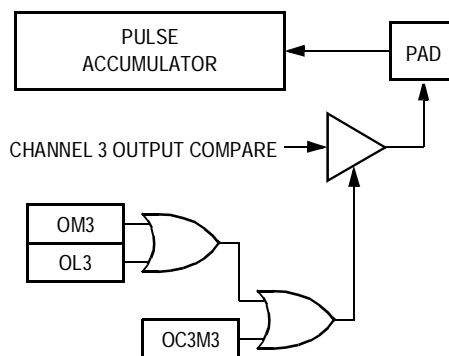 PULSE
ACCUMULATOR
PAD
CHANNEL 3 OUTPUT COMPARE
OM3
OL3
OC3M3